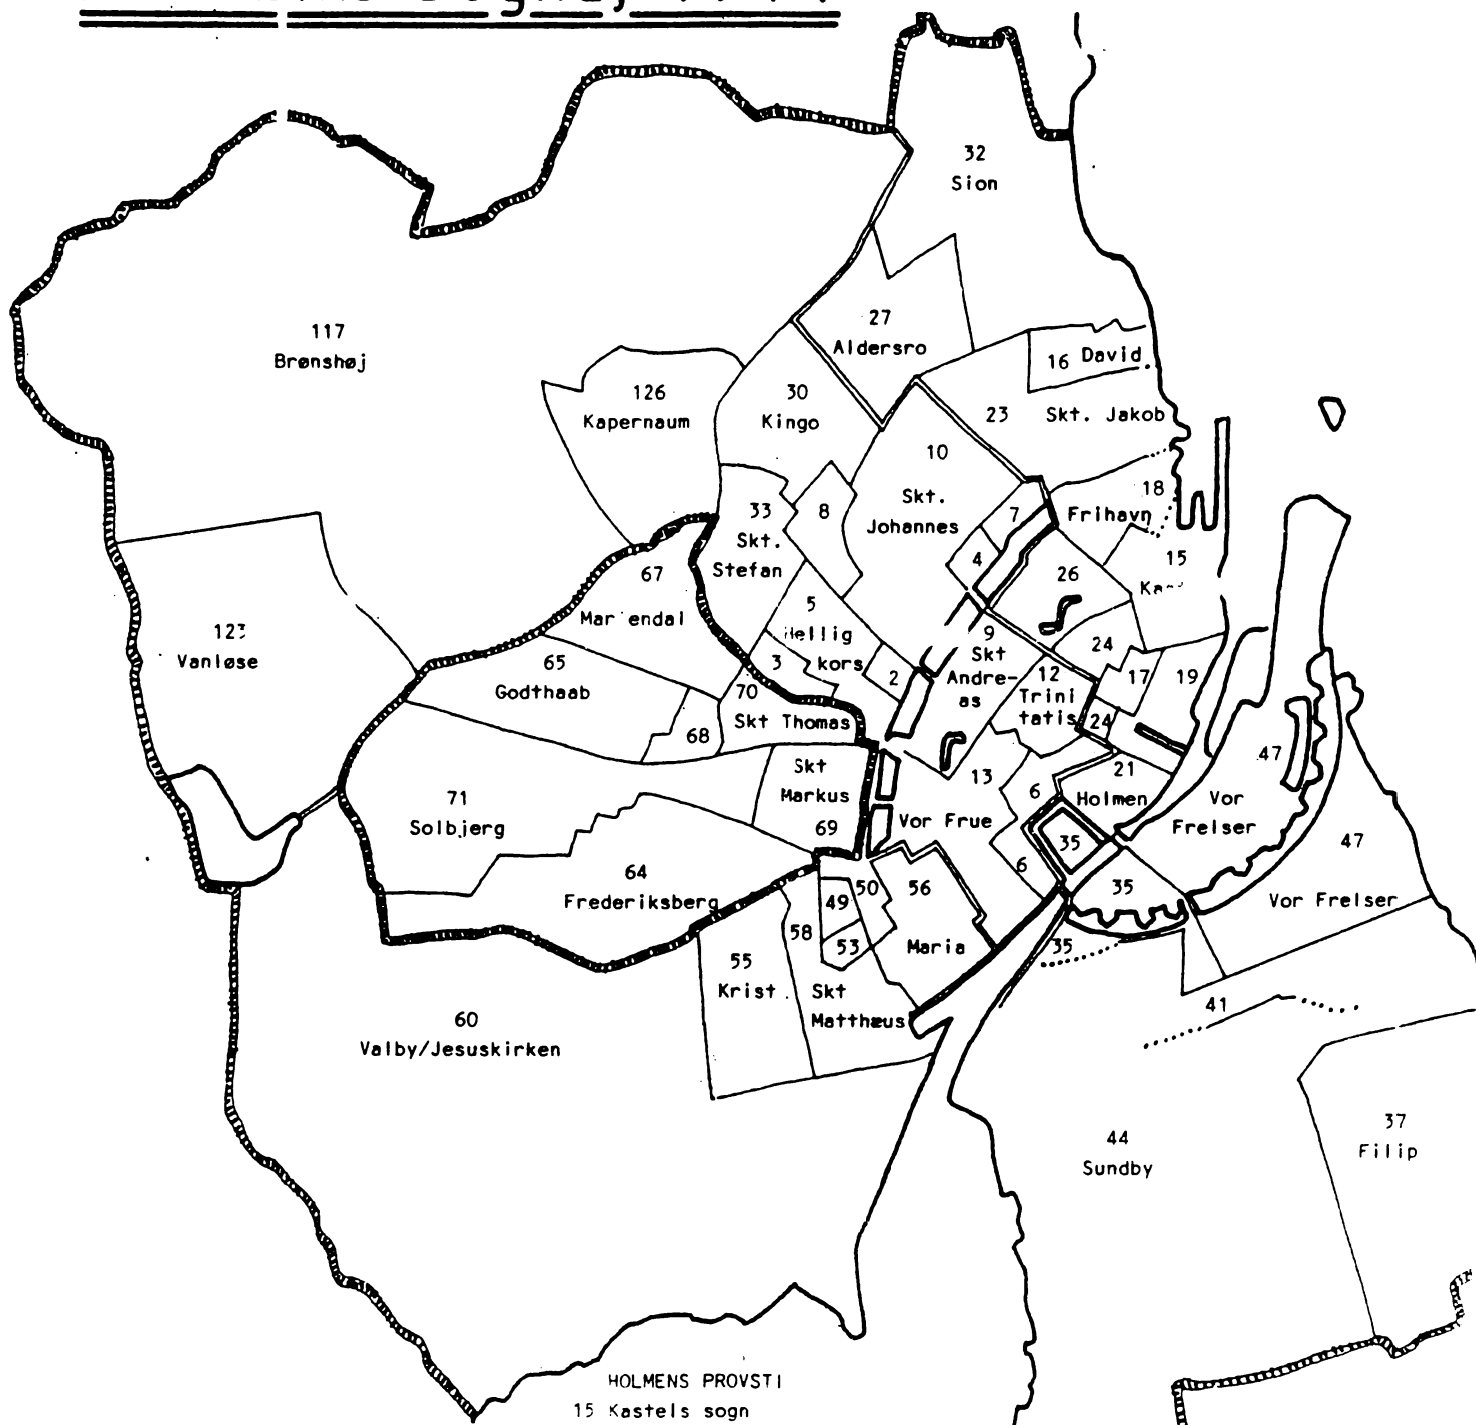 32
Sion
117
Brønshøj
27
Aldersro
16 David
126
Kapernaum
30
Kingo
23 Skt. Jakob
10
Skt.
Johannes
33
Skt.
Stefan
8
7
18
Frihavn
4
15
26
67
5
Hellig
kors
9
Skt
Andre-
as
24
123
Vanløse
65
Godthaab
3
2
12
Trini
tatis
17
19
70
Skt Thomas
68
24
47
Skt
Markus
69
13
Vor Frue
6
21
Holmen
Vor
Frelser
71
Solbjerg
35
47
Vor Frelser
64
Frederiksberg
6
50
49
56
Maria
35
58
53
35
55
Krist
Skt
Matthæus
41
60
Valby/Jesuskirken
44
Sundby
37
Filip
HOLMENS PROVSTI
15 Kastels sogn